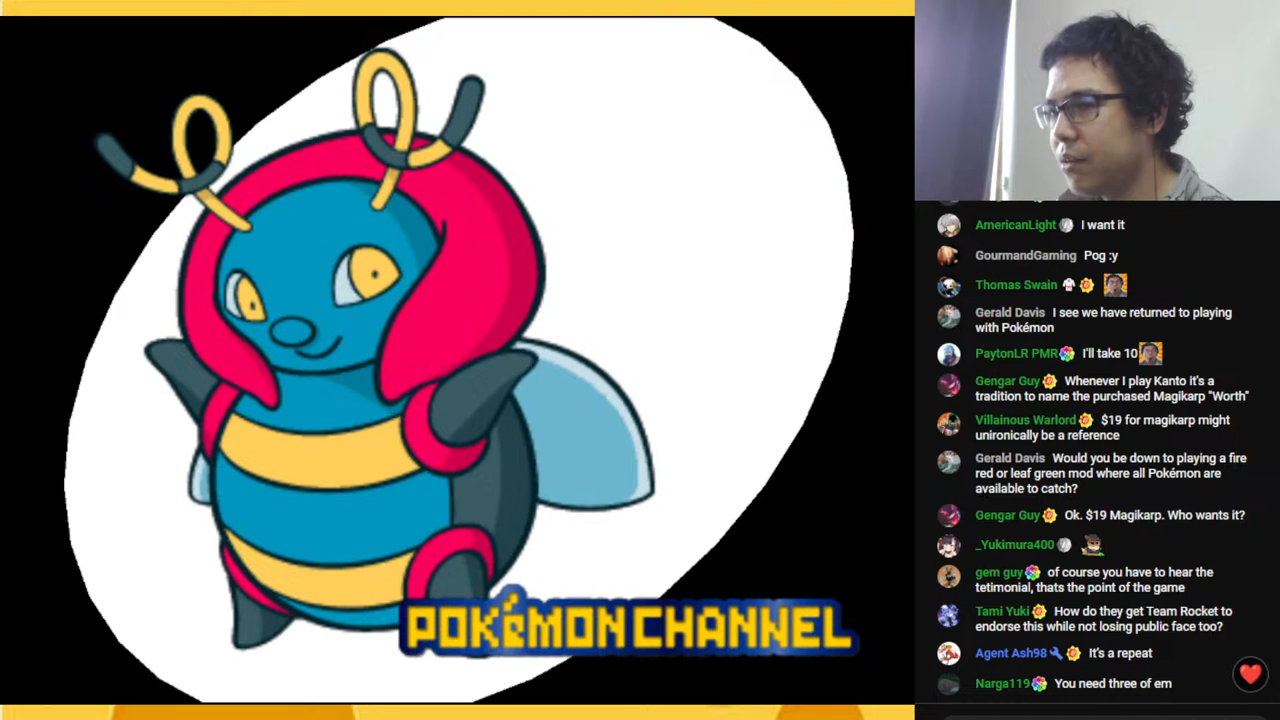 POKéMON CHANNEL
AmericanLight I want it
GourmandGaming Pog :y
Thomas Swain
Gerald Davis I see we have returned to playing
with Pokémon
PaytonLR PMR I'll take 10
Gengar Guy Whenever I play Kanto it's a
tradition to name the purchased Magikarp "Worth"
Villainous Warlord $19 for magikarp might
unironically be a reference
Gerald Davis Would you be down to playing a fire
red or leaf green mod where all Pokémon are
available to catch?
Gengar Guy Ok. $19 Magikarp. Who wants it?
_Yukimura400
gem guy of course you have to hear the
tetimonial, thats the point of the game
Tami Yuki How do they get Team Rocket to
endorse this while not losing public face too?
Agent Ash98 It's a repeat
Narga119 You need three of em